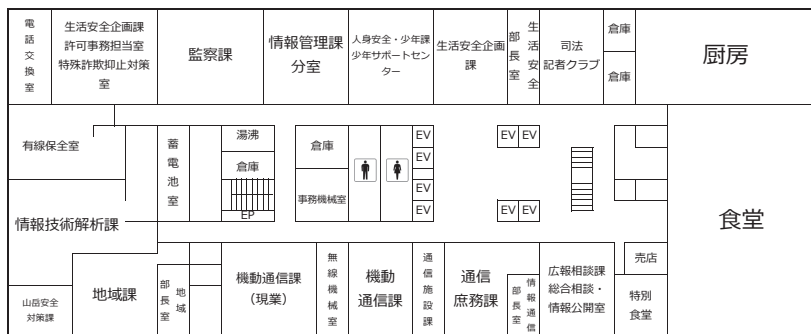 電話交換室
生活安全企画課
許可事務担当室
特殊詐欺抑止対策
室
監察課
情報管理課
分室
人身安全・少年課
少年サポートセン
ター
生活安全企画
課
生活安全
部長室
司法
記者クラブ
倉庫
倉庫
厨房
有線保全室
蓄電池室
湯沸
倉庫
EP
倉庫
事務機械室
EV
EV
EV
EV
EV EV
EV EV
情報技術解析課
食堂
山岳安全
対策課
地域課
地域
部長室
機動通信課
（現業）
無線機械室
機動
通信課
通信施設課
通信
庶務課
情報通信
部長室
広報相談課
総合相談・
情報公開室
売店
特別
食堂